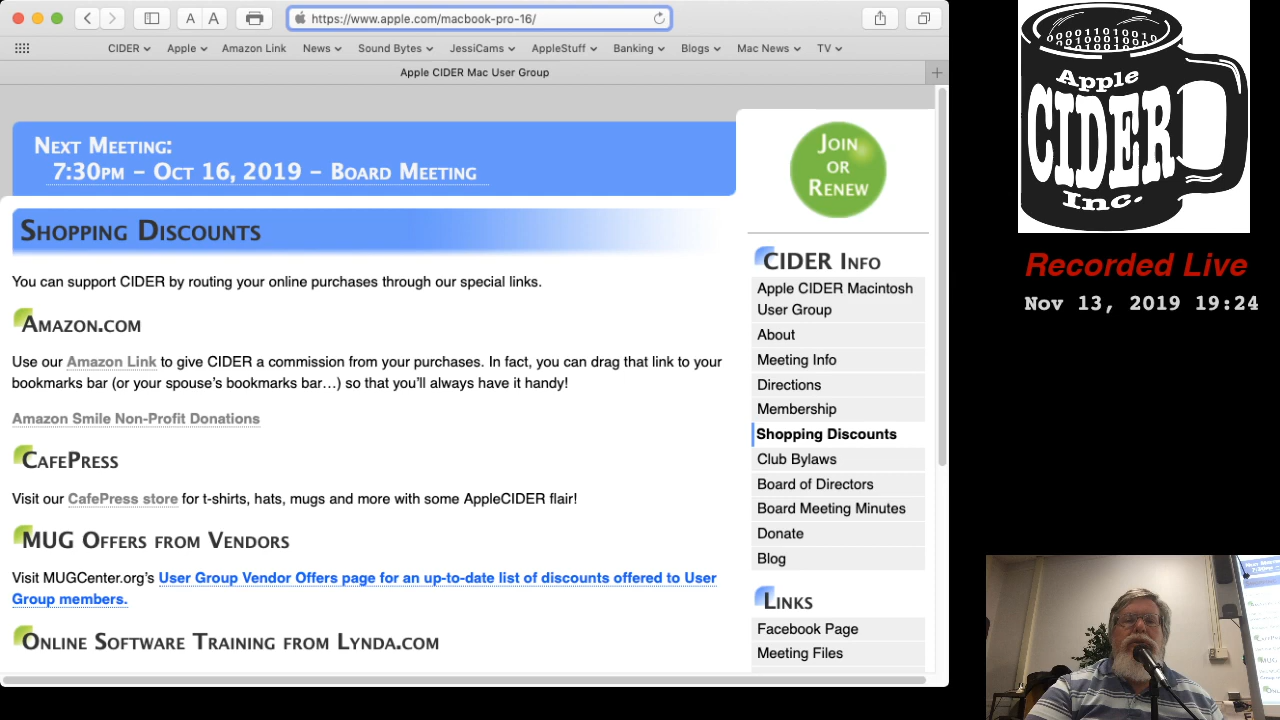 https://www.apple.com/macbook-pro-16/
A A
CIDER Apple Amazon Link News Sound Bytes JessiCams AppleStuff Banking Blogs Mac News TV
Apple CIDER Mac User Group
Next Meeting:
7:30pm – Oct 16, 2019 – Board Meeting
Shopping Discounts
You can support CIDER by routing your online purchases through our special links.
Amazon.com
Use our Amazon Link to give CIDER a commission from your purchases. In fact, you can drag that link to your
bookmarks bar (or your spouse’s bookmarks bar…) so that you’ll always have it handy!
Amazon Smile Non-Profit Donations
CafePress
Visit our CafePress store for t-shirts, hats, mugs and more with some AppleCIDER flair!
MUG Offers from Vendors
Visit MUGCenter.org’s User Group Vendor Offers page for an up-to-date list of discounts offered to User
Group members.
Online Software Training from Lynda.com
Join
or
Renew
CIDER Info
Apple CIDER Macintosh
User Group
About
Meeting Info
Directions
Membership
Shopping Discounts
Club Bylaws
Board of Directors
Board Meeting Minutes
Donate
Blog
Links
Facebook Page
Meeting Files
Apple
CIDER
Inc.
Recorded Live
Nov 13, 2019 19:24